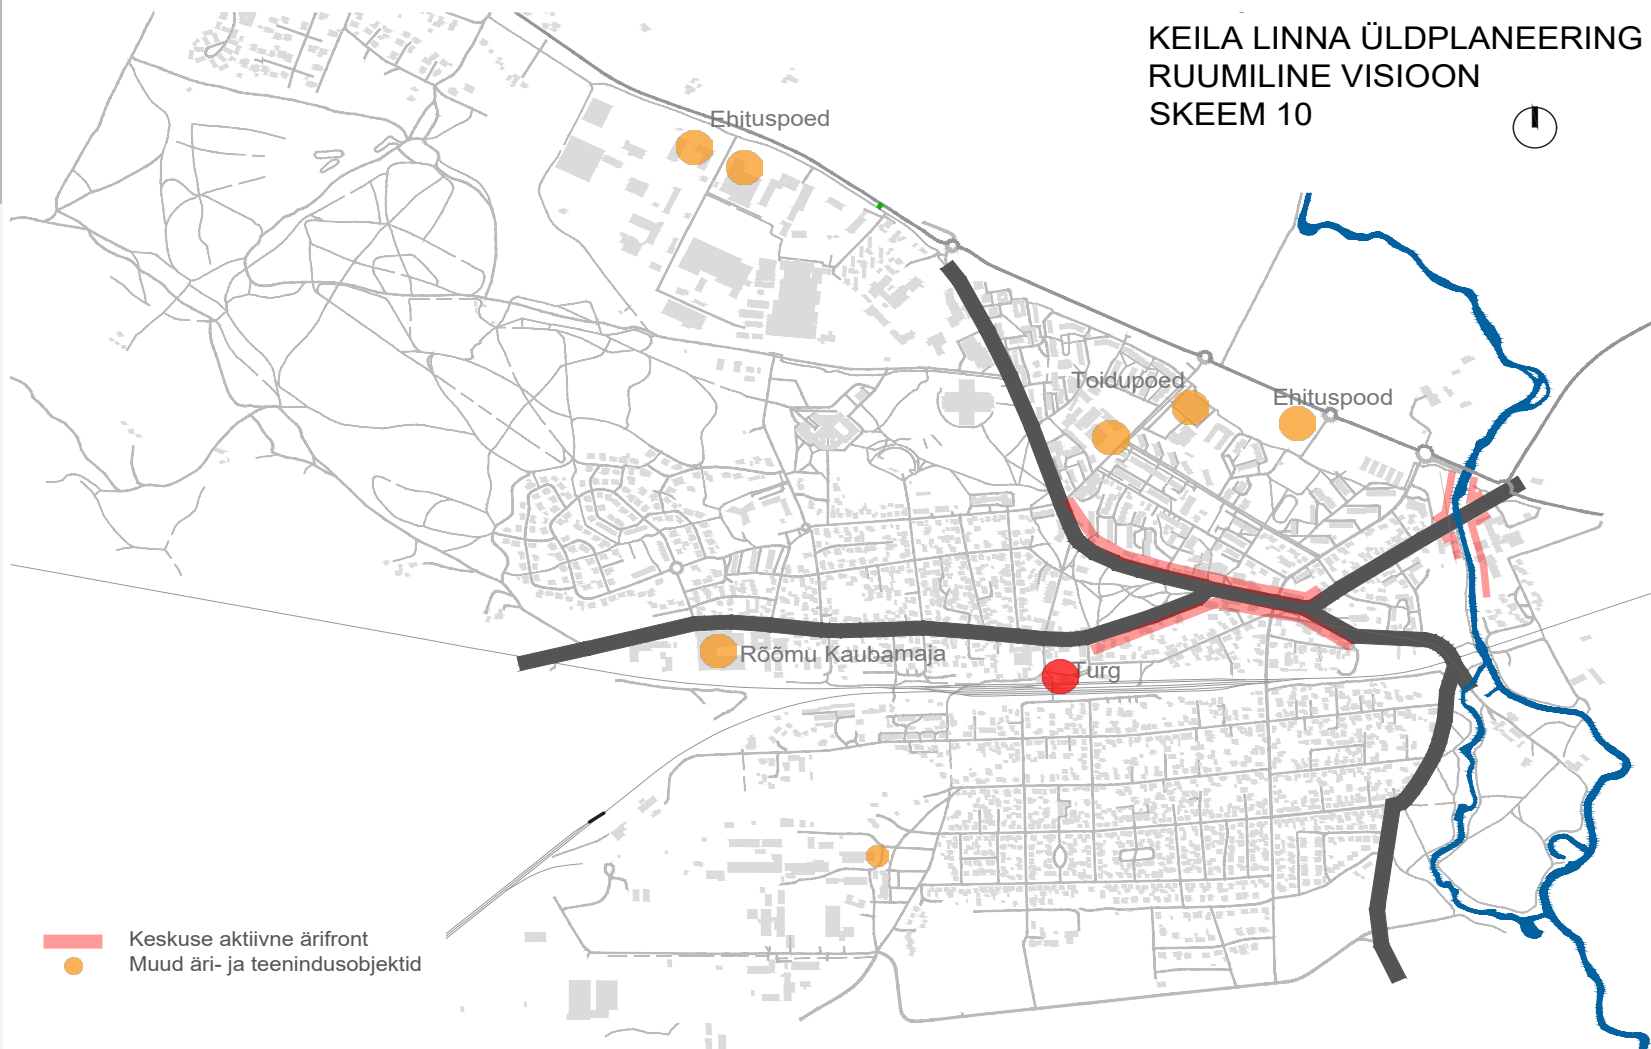 KEILA LINNA ÜLDPLANEERING
RUUMILINE VISIOON
SKEEM 10
Ehituspoed
Toidupoed
Ehituspood
Rõõmu Kaubamaja
Turg
Keskuse aktiivne ärifront
Muud äri- ja teenindusobjektid